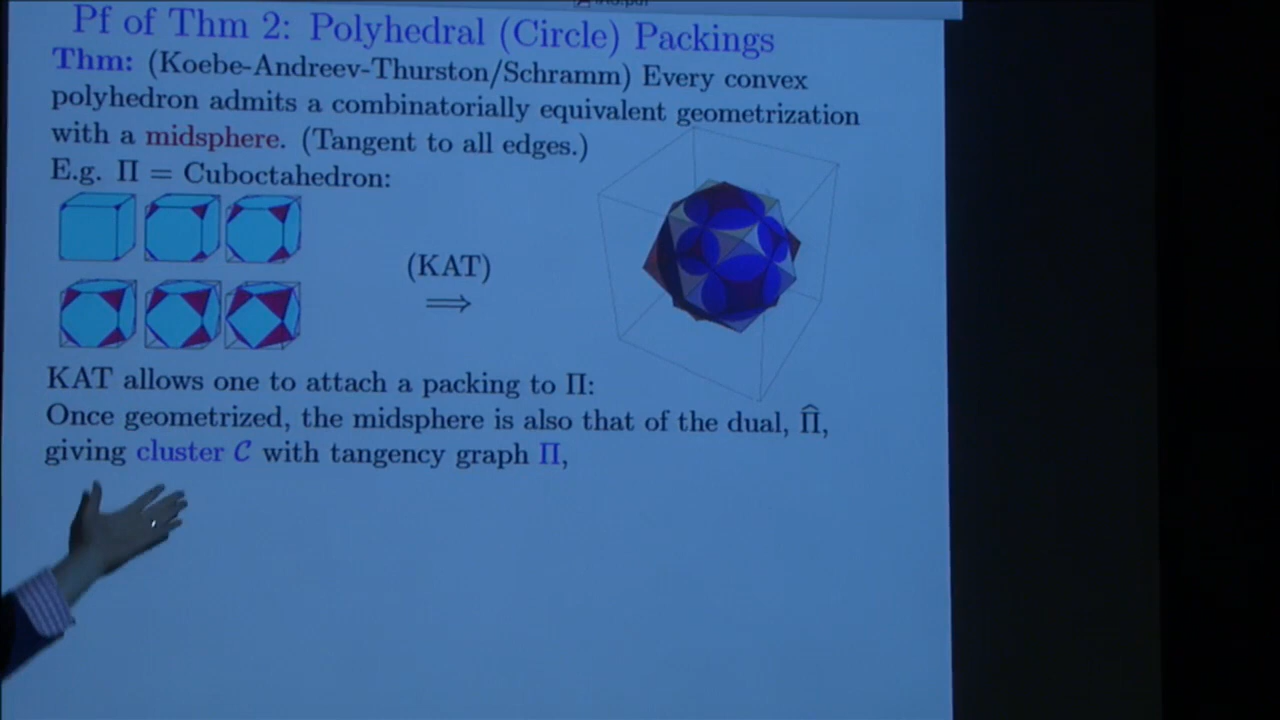 Pf of Thm 2: Polyhedral (Circle) Packings
Thm: (Koebe-Andreev-Thurston/Schramm) Every convex
polyhedron admits a combinatorially equivalent geometrization
with a midsphere. (Tangent to all edges.)
E.g. Π = Cuboctahedron:
(KAT)
⟹
KAT allows one to attach a packing to Π:
Once geometrized, the midsphere is also that of the dual, Π̂,
giving cluster 𝒞 with tangency graph Π,